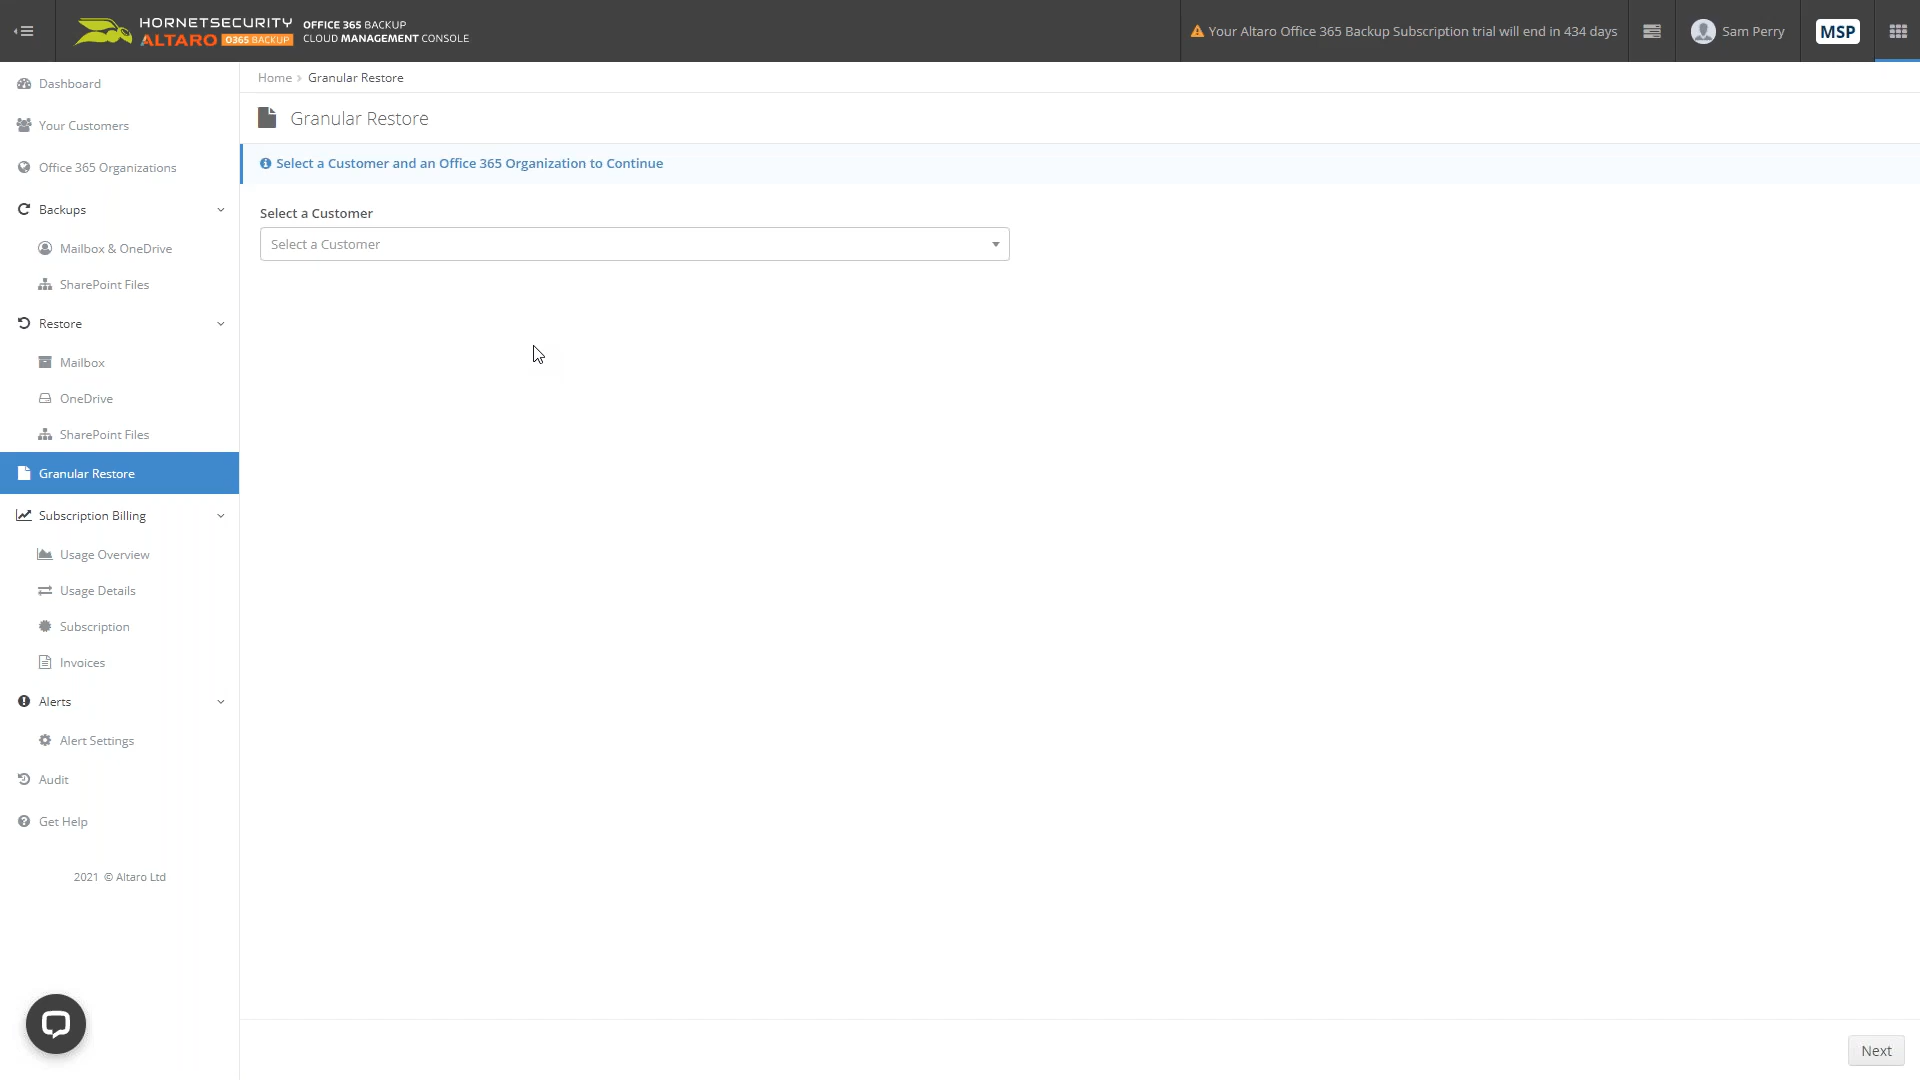 HORNETSECURITY
ALTARO O365 BACKUP
OFFICE 365 BACKUP
CLOUD MANAGEMENT CONSOLE
Your Altaro Office 365 Backup Subscription trial will end in 434 days
Sam Perry
MSP
Dashboard
Your Customers
Office 365 Organizations
Backups
Mailbox & OneDrive
SharePoint Files
Restore
Mailbox
OneDrive
SharePoint Files
Granular Restore
Subscription Billing
Usage Overview
Usage Details
Subscription
Invoices
Alerts
Alert Settings
Audit
Get Help
2021 © Altaro Ltd
Home › Granular Restore
Granular Restore
Select a Customer and an Office 365 Organization to Continue
Select a Customer
Select a Customer
Next